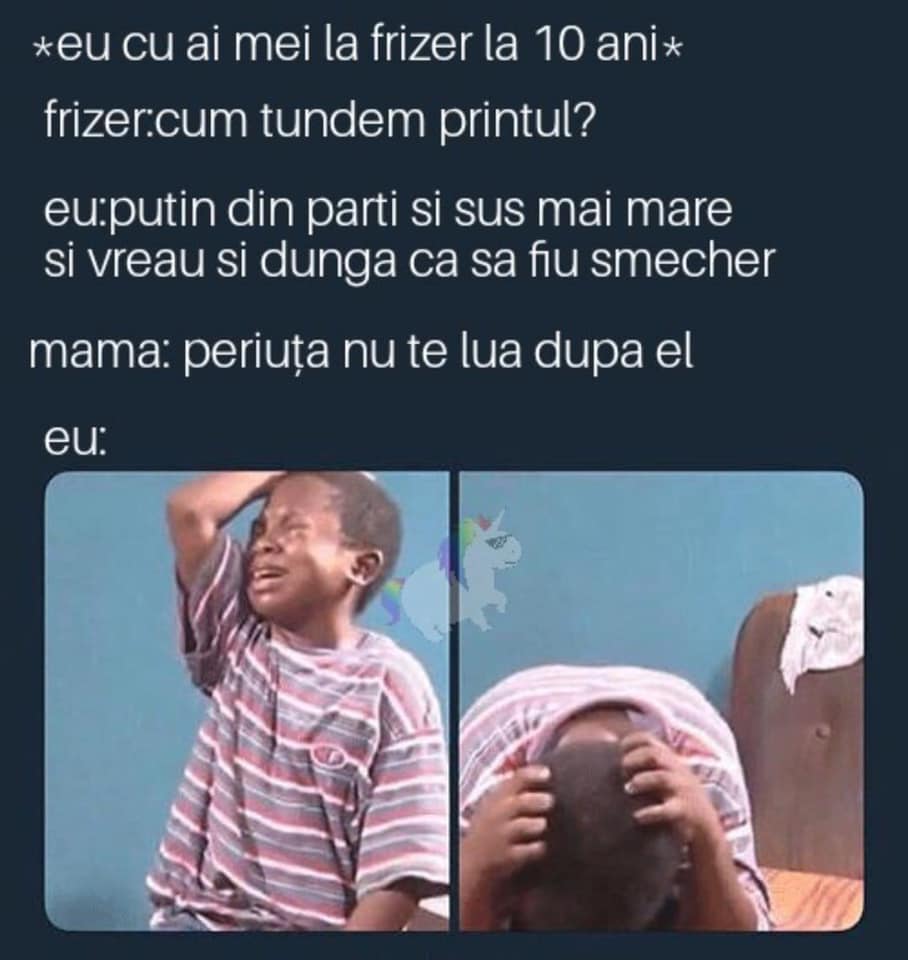 *eu cu ai mei la frizer la 10 ani*
frizer:cum tundem printul?
eu:putin din parti si sus mai mare
si vreau si dunga ca sa fiu smecher
mama: periuța nu te lua dupa el
eu: